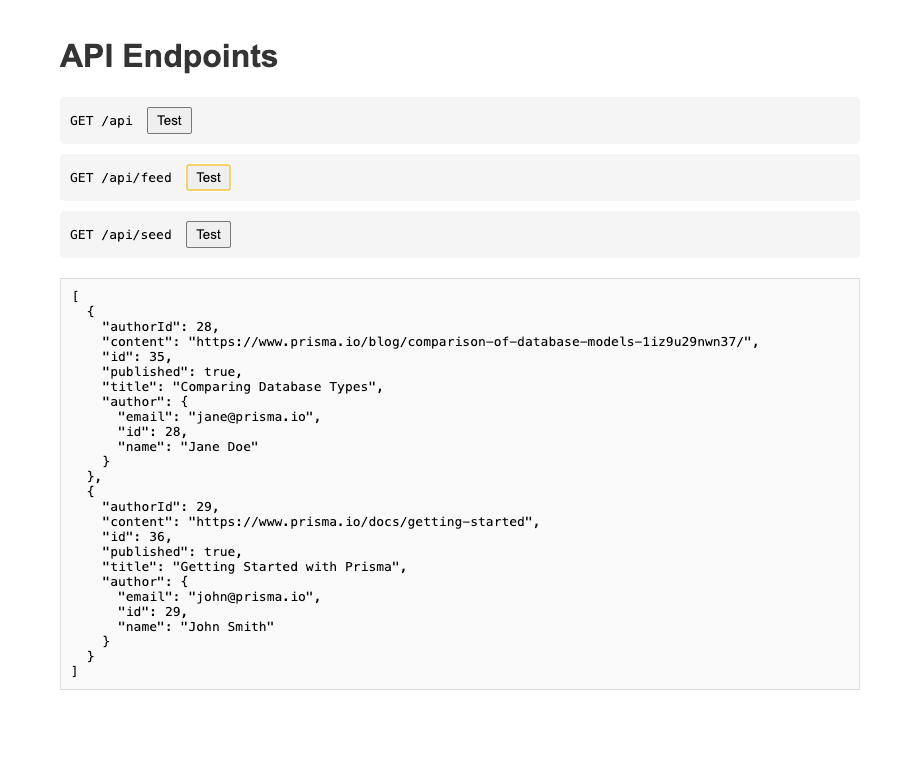 API Endpoints
GET /api Test
GET /api/feed Test
GET /api/seed Test
[
  {
    "authorId": 28,
    "content": "https://www.prisma.io/blog/comparison-of-database-models-1iz9u29nwn37/",
    "id": 35,
    "published": true,
    "title": "Comparing Database Types",
    "author": {
      "email": "jane@prisma.io",
      "id": 28,
      "name": "Jane Doe"
    }
  },
  {
    "authorId": 29,
    "content": "https://www.prisma.io/docs/getting-started",
    "id": 36,
    "published": true,
    "title": "Getting Started with Prisma",
    "author": {
      "email": "john@prisma.io",
      "id": 29,
      "name": "John Smith"
    }
  }
]